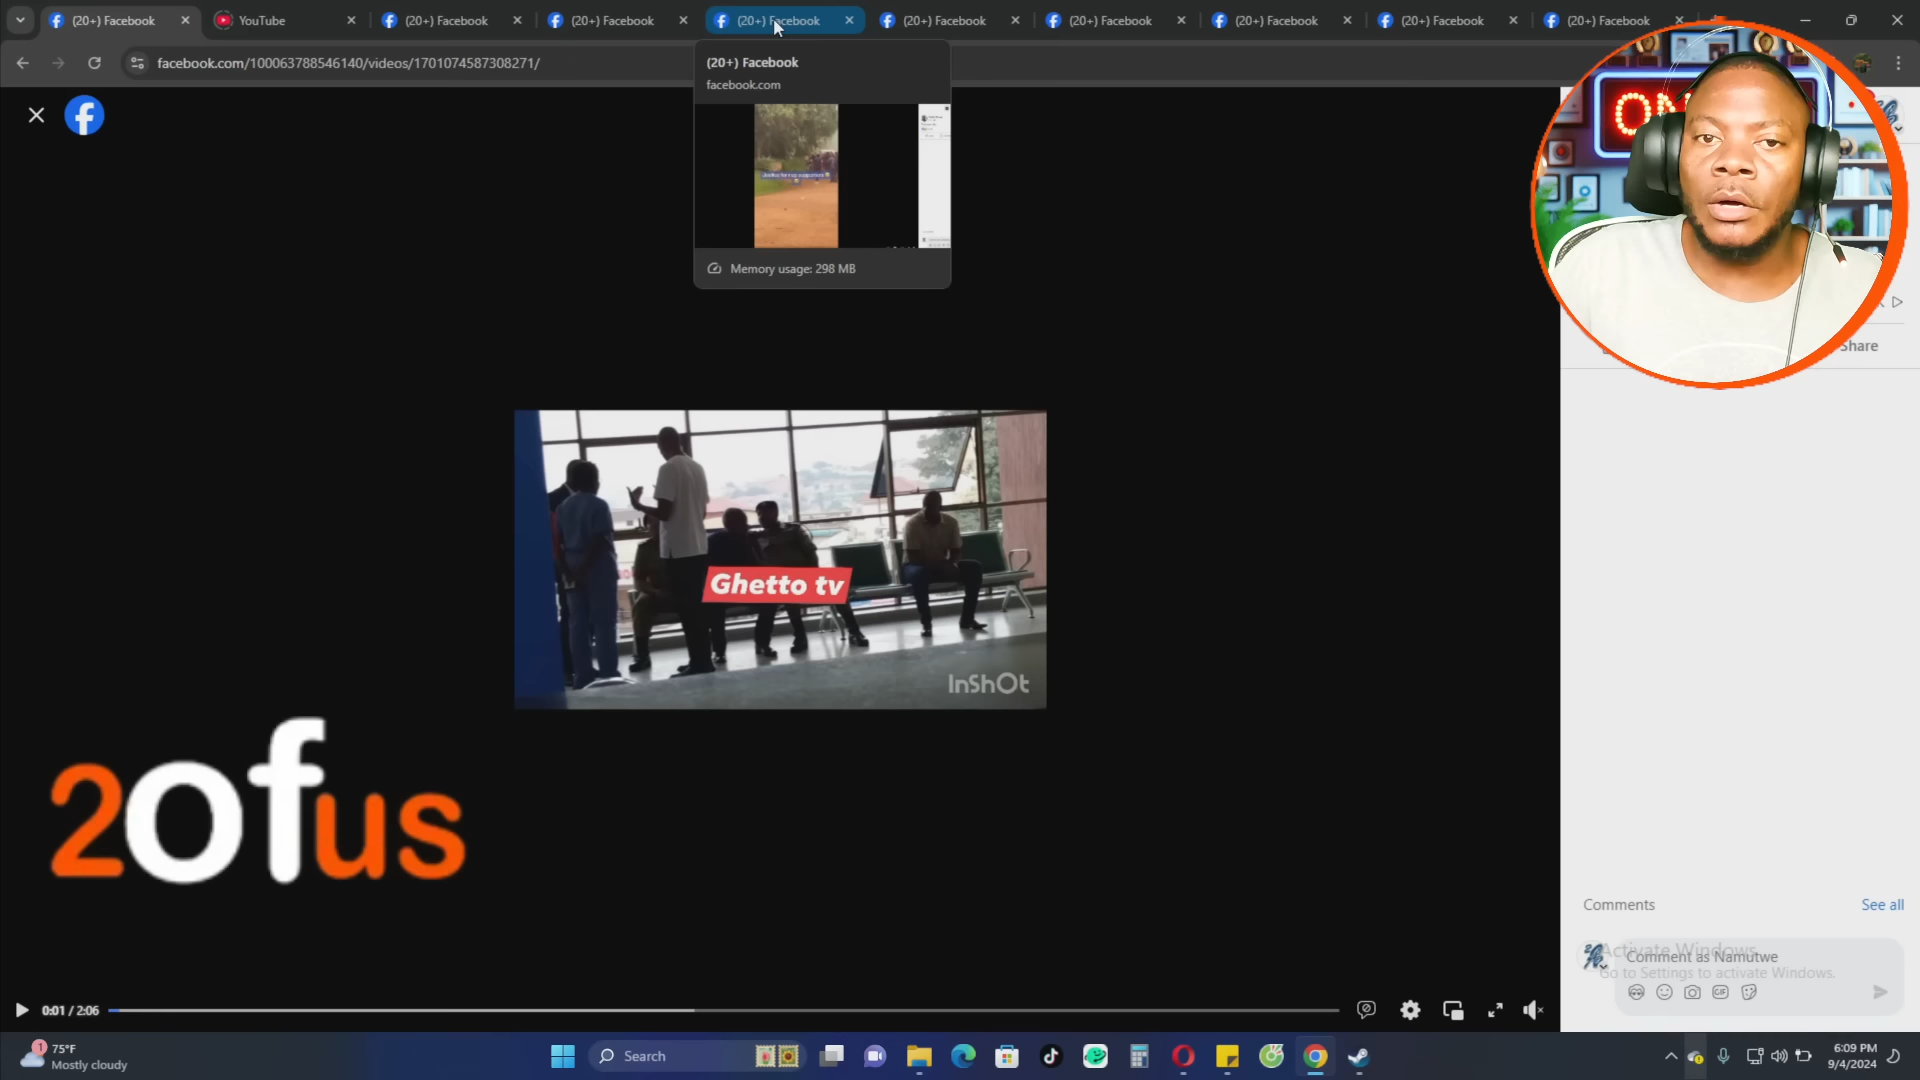 (20+) Facebook
YouTube
(20+) Facebook
(20+) Facebook
(20+) Facebook
(20+) Facebook
(20+) Facebook
(20+) Facebook
(20+) Facebook
(20+) Facebook
facebook.com/100063788546140/videos/1701074587308271/
(20+) Facebook
facebook.com
Memory usage: 298 MB
Share
Ghetto tv
InShOt
2ofus
Comments
See all
Activate Windows
Comment as Namutwe
Go to Settings to activate Windows.
GIF
0:01 / 2:06
1
75°F
Mostly cloudy
Search
6:09 PM
9/4/2024